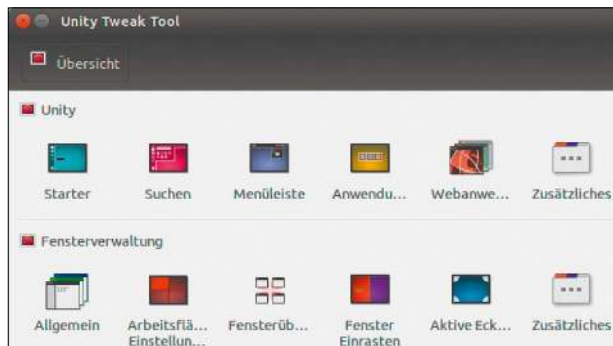 Unity Tweak Tool
Übersicht
Unity
Starter Suchen Menüleiste Anwendu... Webanwe... Zusätzliches
Fensterverwaltung
Allgemein Arbeitsflä... Einstellun... Fensterüb... Fenster Einrasten Aktive Eck... Zusätzliches